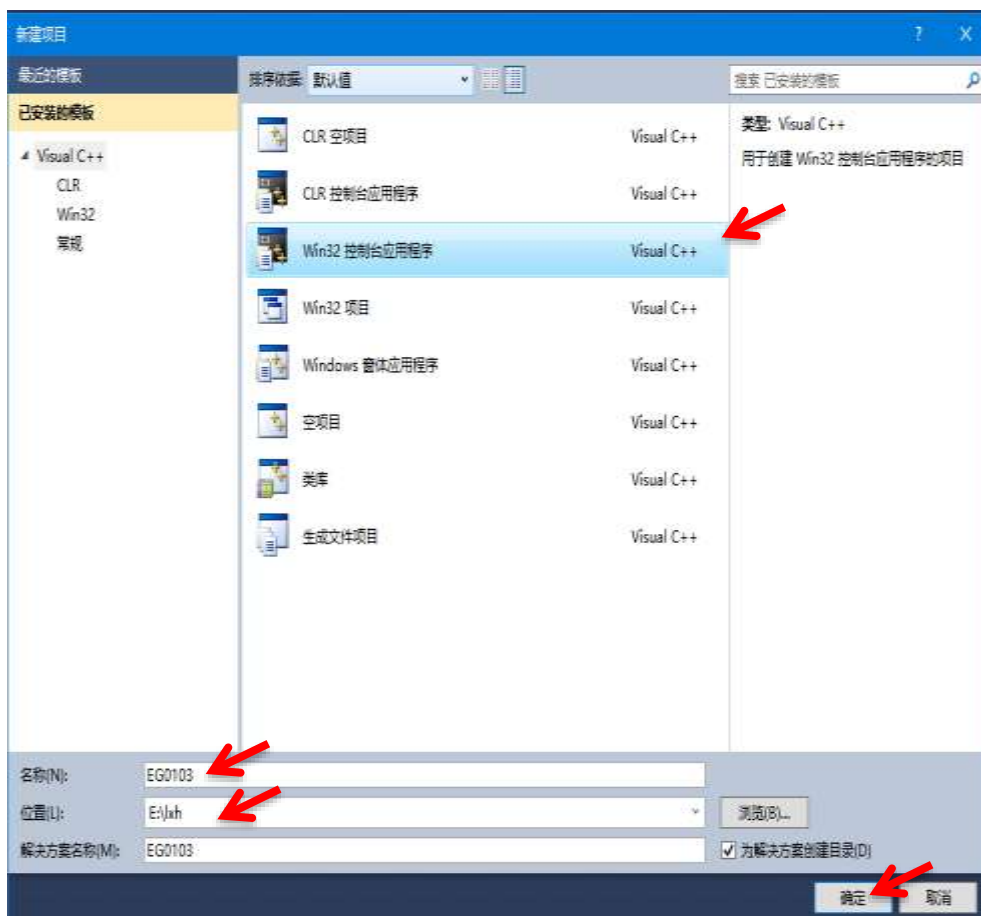 新建项目
最近的模板
已安装的模板
Visual C++
CLR
Win32
常规
排序依据: 默认值
CLR 空项目 Visual C++
CLR 控制台应用程序 Visual C++
Win32 控制台应用程序 Visual C++
Win32 项目 Visual C++
Windows 窗体应用程序 Visual C++
空项目 Visual C++
类库 Visual C++
生成文件项目 Visual C++
搜索 已安装的模板
类型: Visual C++
用于创建 Win32 控制台应用程序的项目
名称(N): EG0103
位置(L): E:\lxh 浏览(B)...
解决方案名称(M): EG0103 为解决方案创建目录(D)
确定 取消